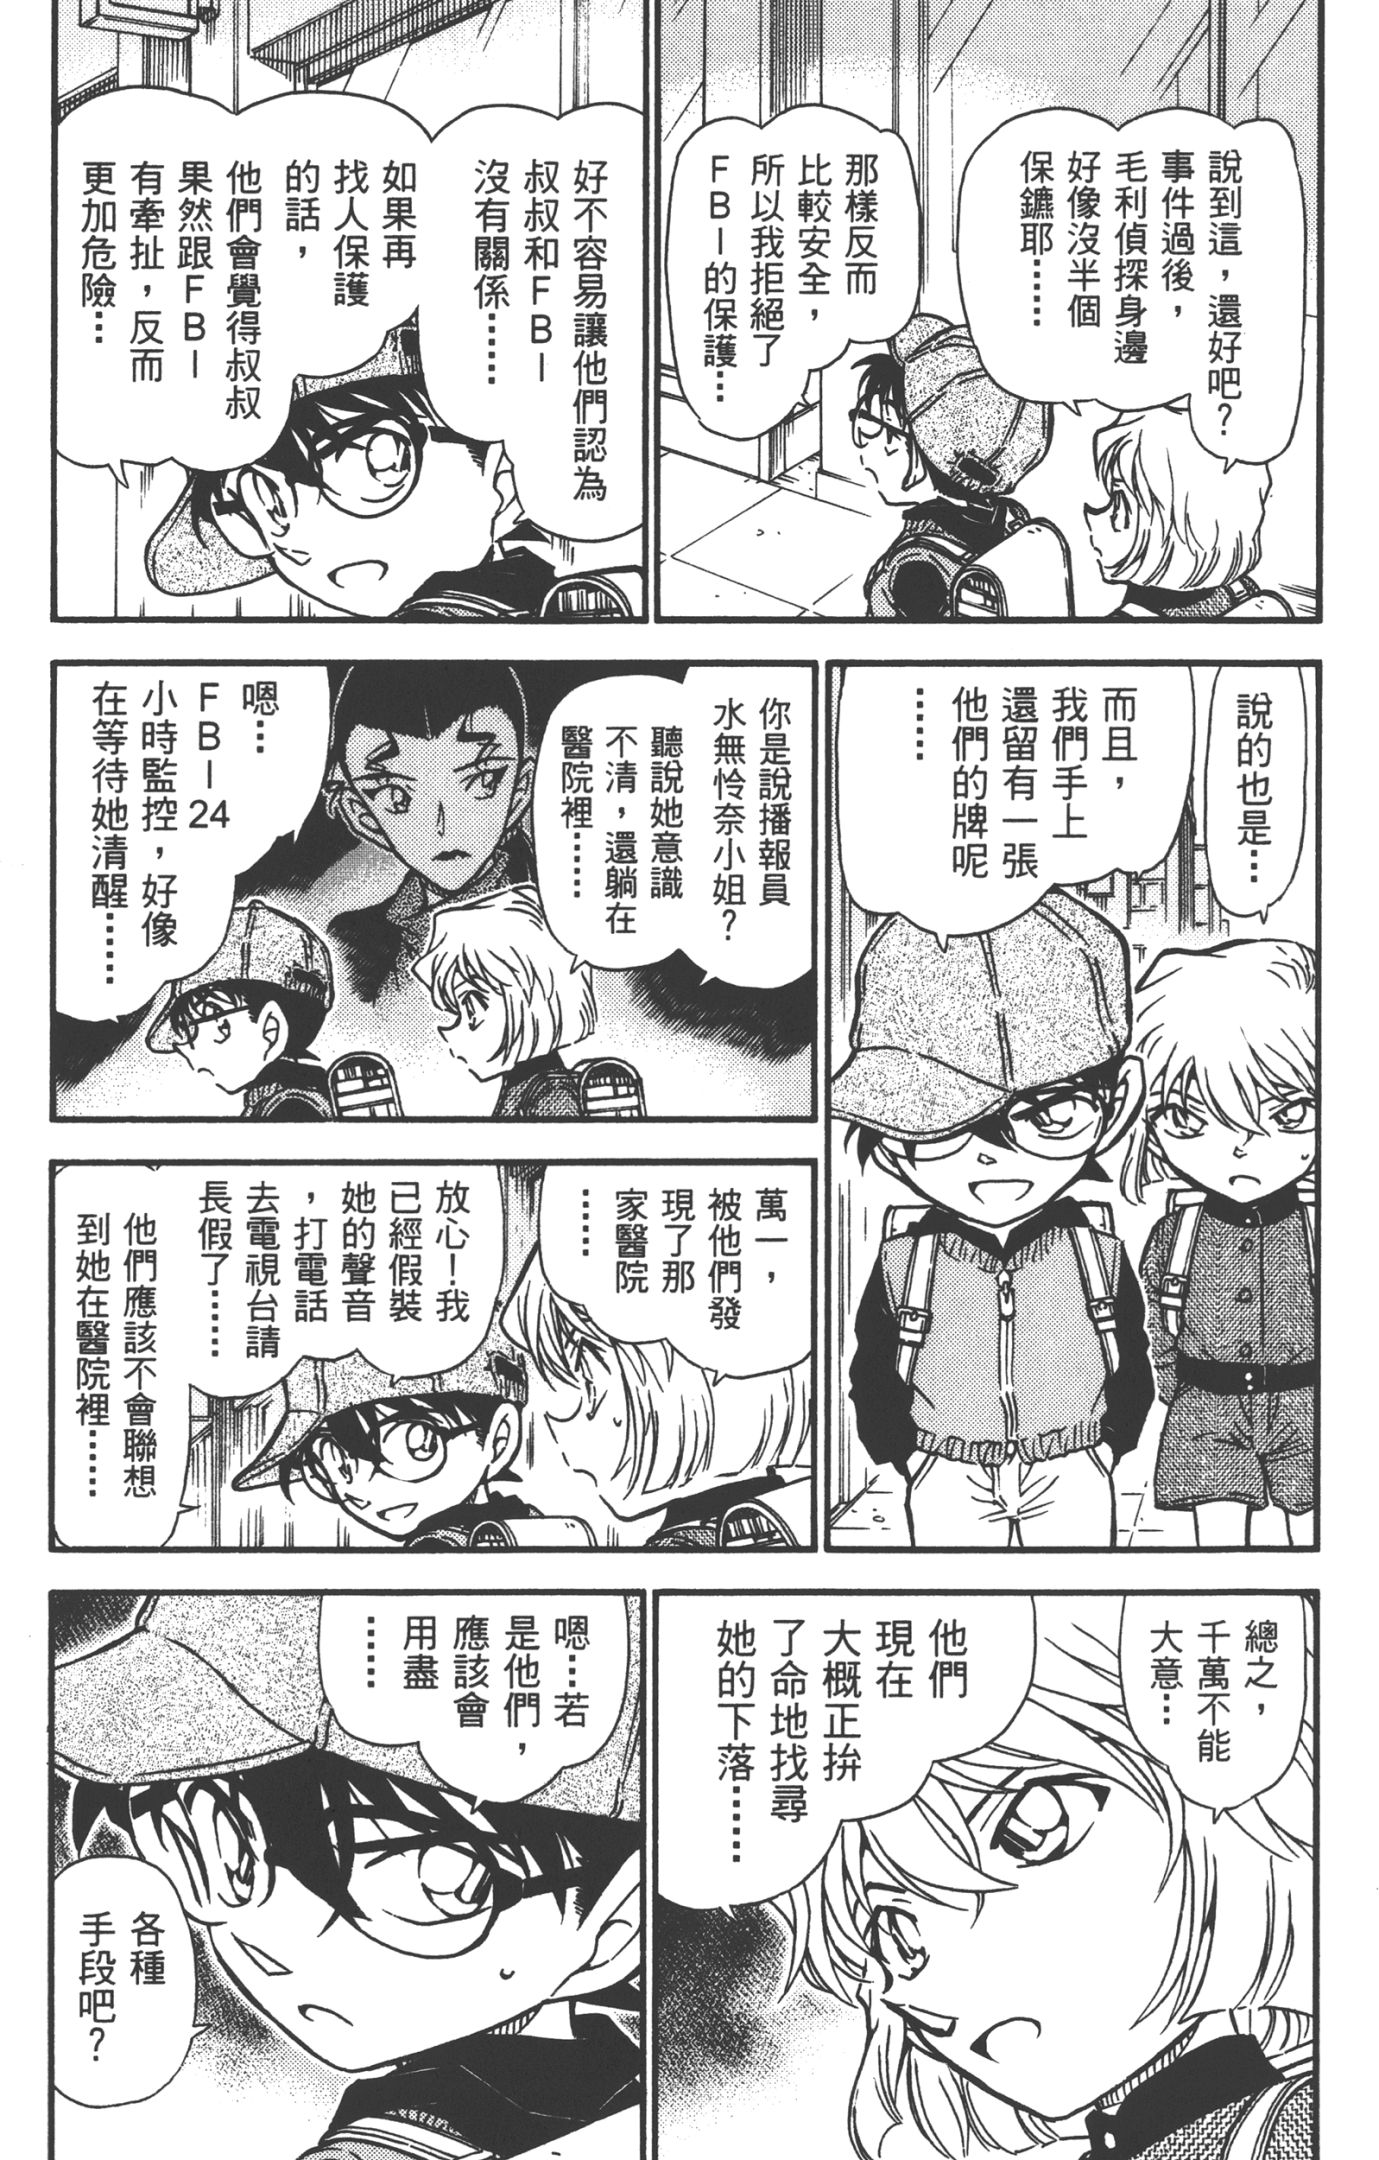 說到這，還好吧？
事件過後，
毛利偵探身邊
好像沒半個
保鑣耶……
那樣反而
比較安全，
所以我拒絕了
FBI的保護…
好不容易讓他們認為
叔叔和FBI
沒有關係……
如果再
找人保護
的話，
他們會覺得叔叔
果然跟FBI
有牽扯，反而
更加危險…
說的也是…
而且，
我們手上
還留有一張
他們的牌呢
……
你是說播報員
水無怜奈小姐？
聽說她意識
不清，還躺在
醫院裡……
嗯…
FBI24
小時監控，好像
在等待她清醒……
萬一，
被他們發
現了那
家醫院
……
放心！我
已經假裝
她的聲音
，打電話
去電視台請
長假了……
他們應該不會聯想
到她在醫院裡……
總之，
千萬不能
大意…
他們
現在
大概正拚
了命地找尋
她的下落……
嗯…若
是他們，
應該會
用盡
……
各種
手段吧？